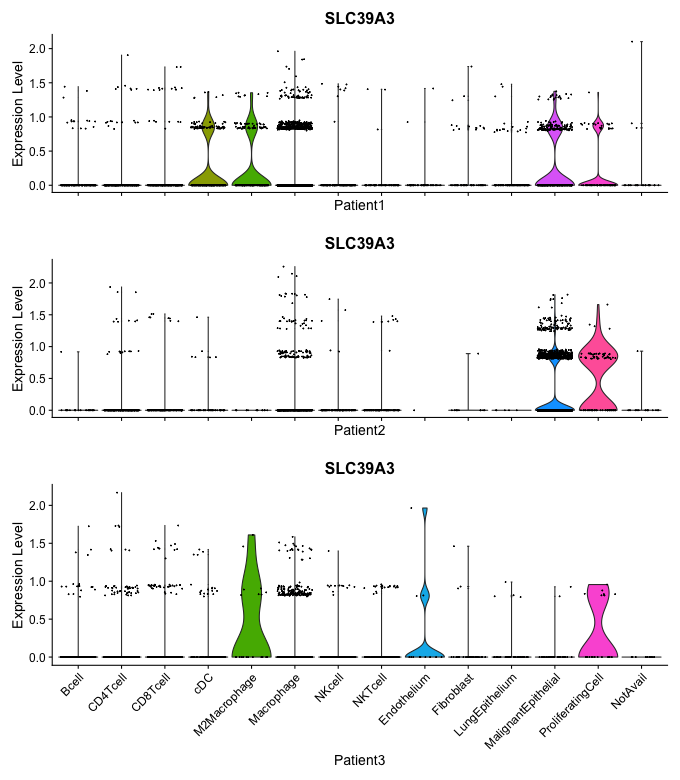 SLC39A3
Expression Level
2.0
1.5
1.0
0.5
0.0
Patient1
SLC39A3
Expression Level
2.0
1.5
1.0
0.5
0.0
Patient2
SLC39A3
Expression Level
2.0
1.5
1.0
0.5
0.0
Bcell
CD4Tcell
CD8Tcell
cDC
M2Macrophage
Macrophage
NKcell
NKTcell
Endothelium
Fibroblast
LungEpithelium
MalignantEpithelial
ProliferatingCell
NotAvail
Patient3